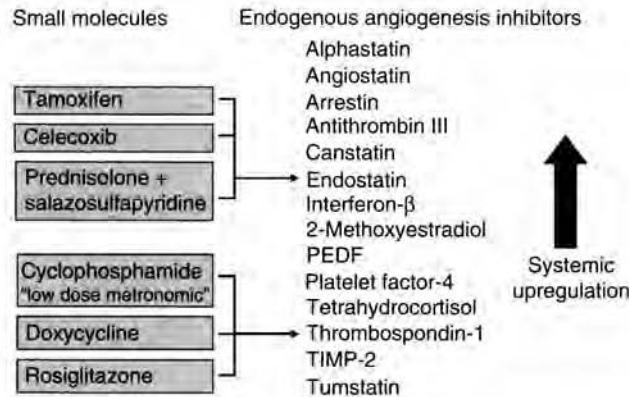 Small molecules
Endogenous angiogenesis inhibitors
Tamoxifen
Celecoxib
Prednisolone +
salazosulfapyridine
Cyclophosphamide
"low dose metronomic"
Doxycycline
Rosiglitazone
Alphastatin
Angiostatin
Arrestin
Antithrombin III
Canstatin
Endostatin
Interferon-β
2-Methoxyestradiol
PEDF
Platelet factor-4
Tetrahydrocortisol
Thrombospondin-1
TIMP-2
Tumstatin
Systemic
upregulation